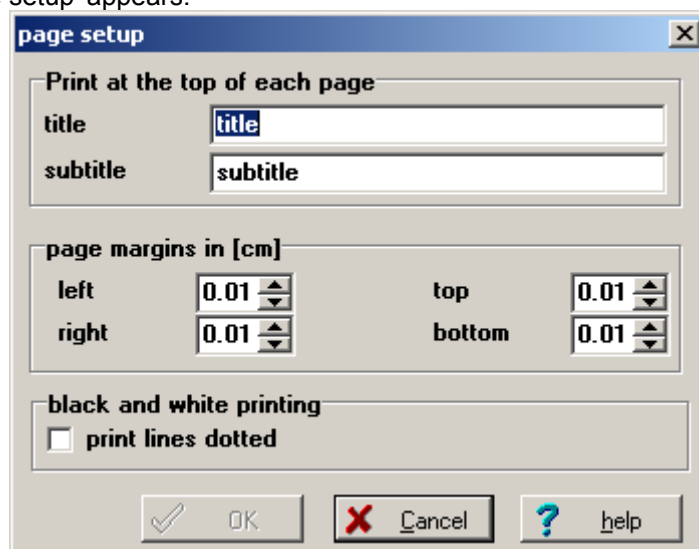 setup appears:
page setup
Print at the top of each page
title title
subtitle subtitle
page margins in [cm]
left 0.01 top 0.01
right 0.01 bottom 0.01
black and white printing
print lines dotted
OK Cancel help